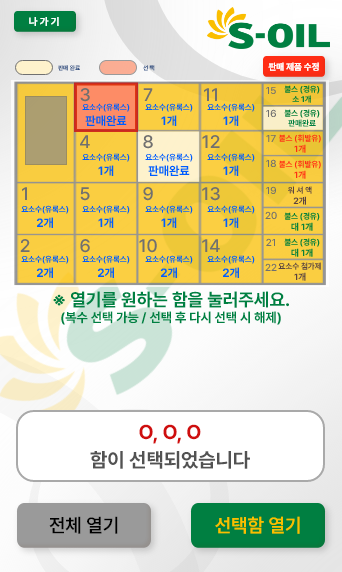 나가기
S-OIL
판매 완료
선택
판매 제품 수정
3
요소수(유록스)
판매완료
7
요소수(유록스)
1개
11
요소수(유록스)
1개
15 불스 (경유)
소 1개
16 불스 (경유)
판매완료
4
요소수(유록스)
1개
8
요소수(유록스)
판매완료
12
요소수(유록스)
1개
17 불스 (휘발유)
1개
18 불스 (휘발유)
1개
1
요소수(유록스)
2개
5
요소수(유록스)
1개
9
요소수(유록스)
1개
13
요소수(유록스)
1개
19 워셔액
2개
20 불스 (경유)
대 1개
2
요소수(유록스)
2개
6
요소수(유록스)
2개
10
요소수(유록스)
2개
14
요소수(유록스)
2개
21 불스 (경유)
대 1개
22 요소수 첨가제
1개
※ 열기를 원하는 함을 눌러주세요.
(복수 선택 가능 / 선택 후 다시 선택 시 해제)
O, O, O
함이 선택되었습니다
전체 열기
선택함 열기